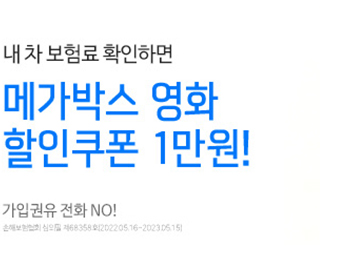 내 차 보험료 확인하면
메가박스 영화
할인쿠폰 1만원!
가입권유 전화 NO!
손해보험협회 심의필 제68358호(2022.05.16~2023.05.15)